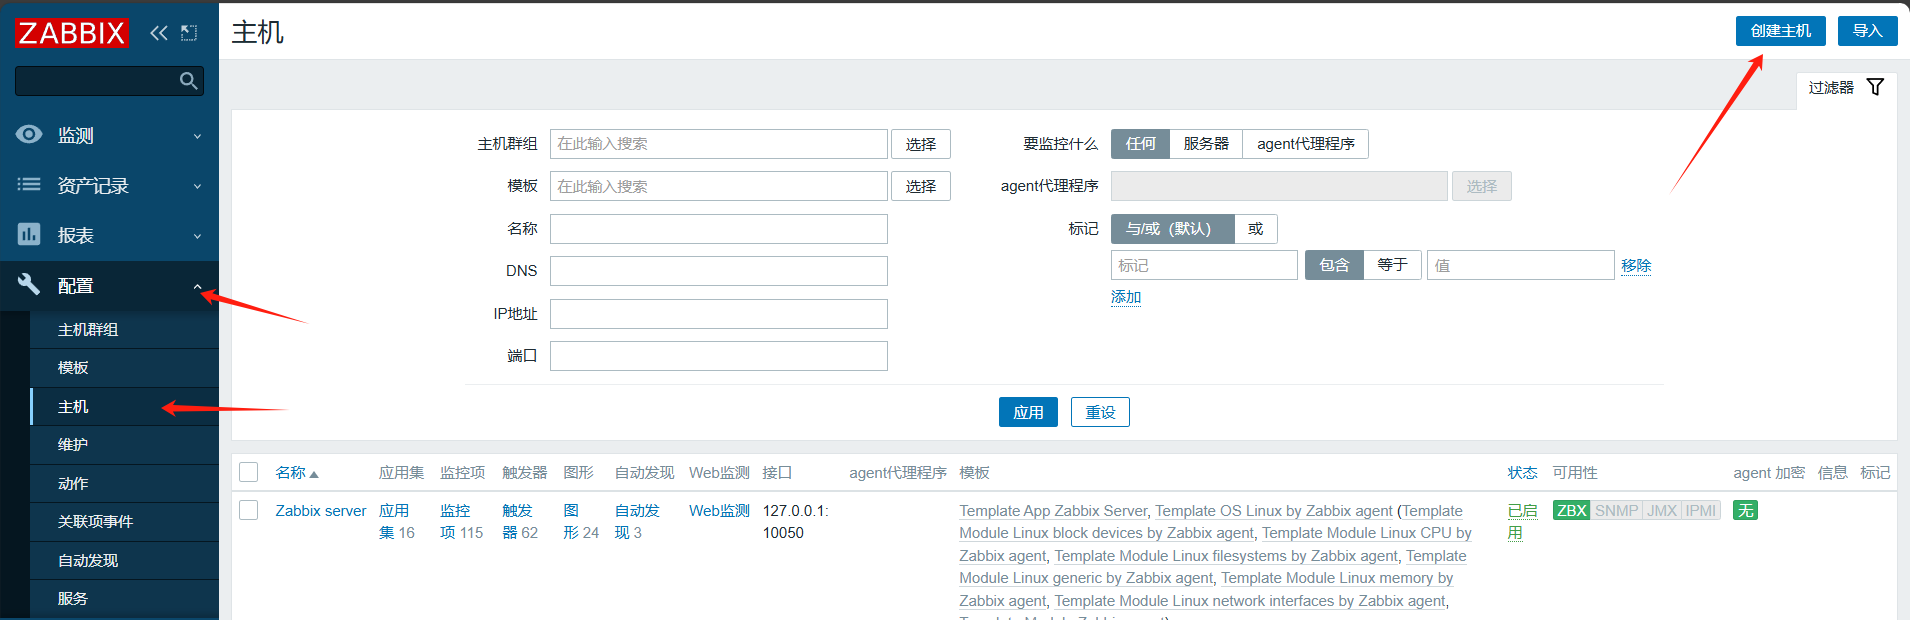 ZABBIX
监测
资产记录
报表
配置
主机群组
模板
主机
维护
动作
关联项事件
自动发现
服务
主机
创建主机
导入
过滤器
主机群组 在此输入搜索 选择
模板 在此输入搜索 选择
名称
DNS
IP地址
端口
要监控什么 任何 服务器 agent代理程序
agent代理程序 选择
标记 与/或（默认） 或
标记 包含 等于 值 移除
添加
应用 重设
名称 应用集 监控项 触发器 图形 自动发现 Web监测 接口 agent代理程序 模板 状态 可用性 agent 加密 信息 标记
Zabbix server 应用 监控 触发 图 自动发 Web监测 127.0.0.1: Template App Zabbix Server, Template OS Linux by Zabbix agent (Template 已启 ZBX SNMP JMX IPMI 无
集 16 项 115 器 62 形 24 现 3 10050 Module Linux block devices by Zabbix agent, Template Module Linux CPU by 用
Zabbix agent, Template Module Linux filesystems by Zabbix agent, Template
Module Linux generic by Zabbix agent, Template Module Linux memory by
Zabbix agent, Template Module Linux network interfaces by Zabbix agent,